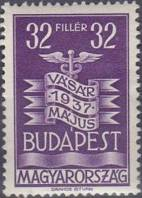 FILLÉR
32 32
VÁSÁR
1937
MÁJUS
BUDAPEST
MAGYARORSZÁG